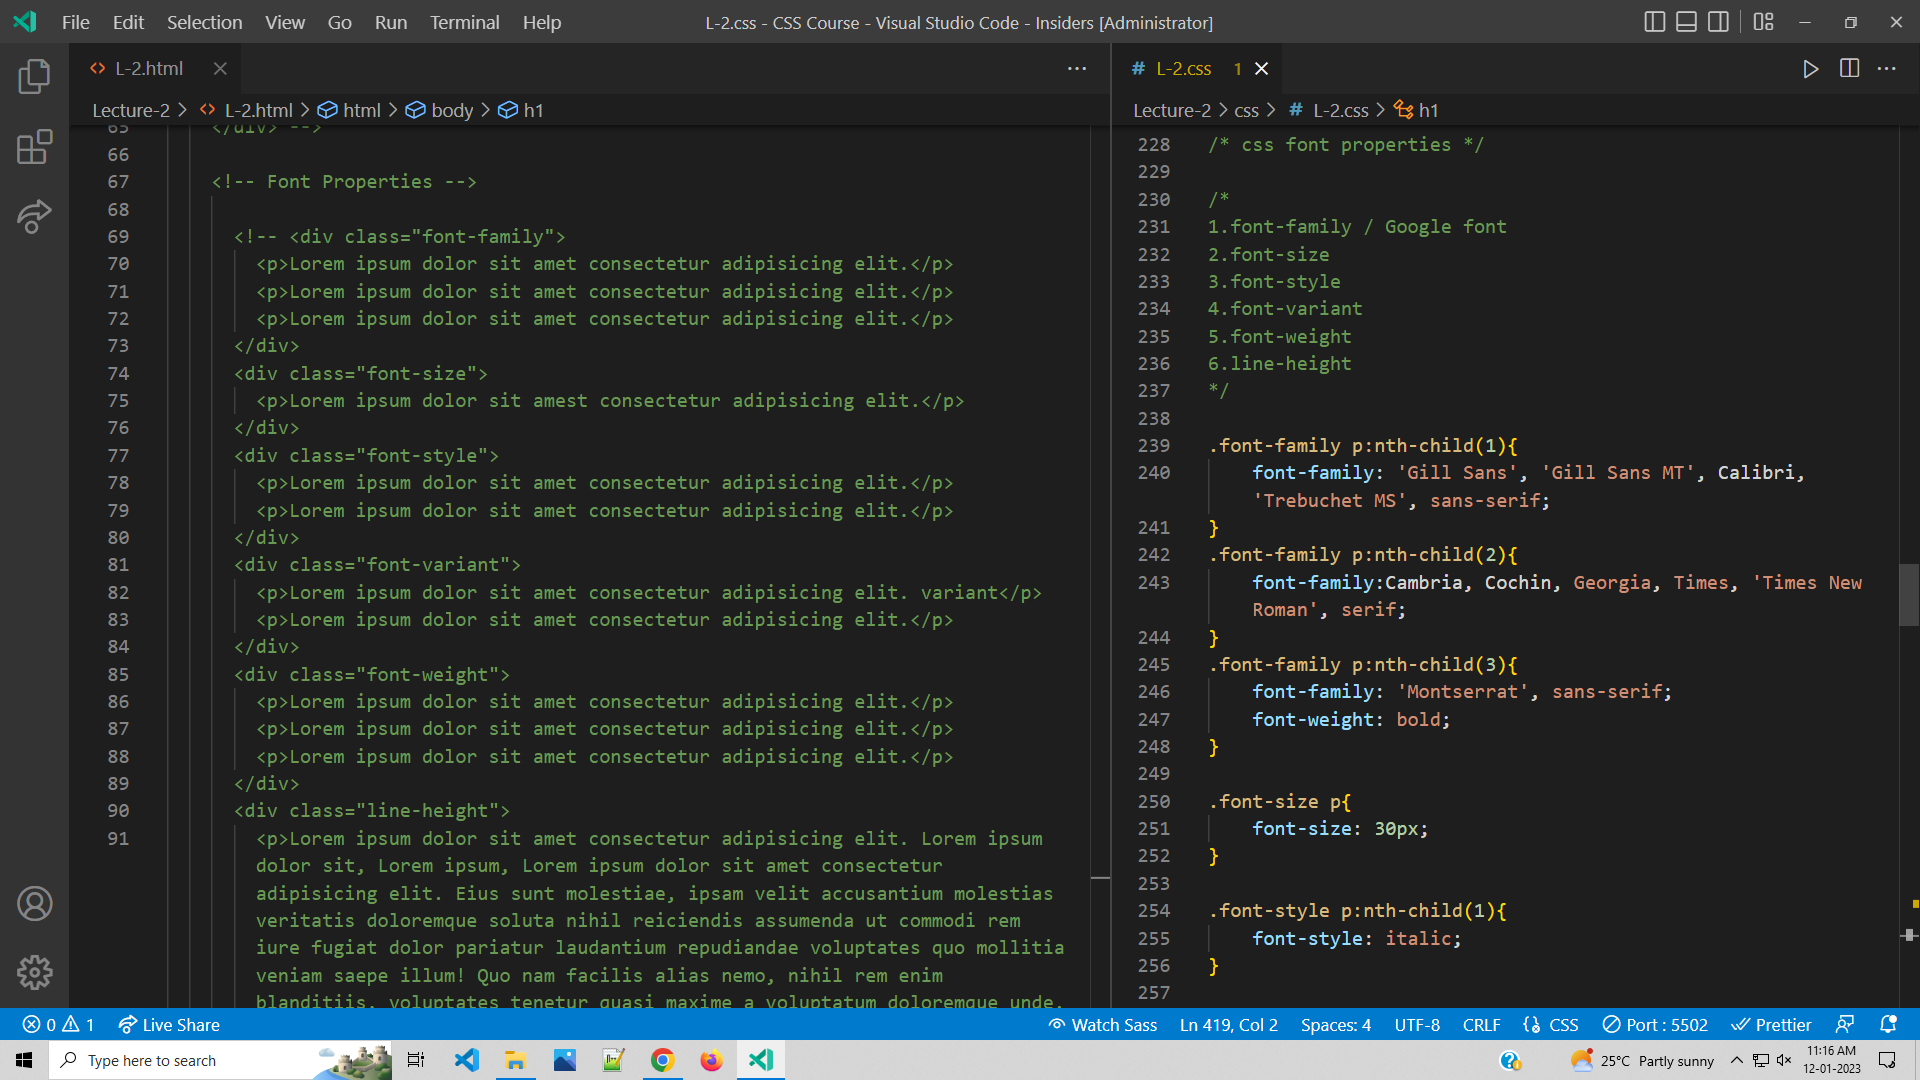 File Edit Selection View Go Run Terminal Help
L-2.css - CSS Course - Visual Studio Code - Insiders [Administrator]
L-2.html
Lecture-2 > L-2.html > html > body > h1
65 </div> -->
66
67 <!-- Font Properties -->
68
69 <!-- <div class="font-family">
70 <p>Lorem ipsum dolor sit amet consectetur adipisicing elit.</p>
71 <p>Lorem ipsum dolor sit amet consectetur adipisicing elit.</p>
72 <p>Lorem ipsum dolor sit amet consectetur adipisicing elit.</p>
73 </div>
74 <div class="font-size">
75 <p>Lorem ipsum dolor sit amest consectetur adipisicing elit.</p>
76 </div>
77 <div class="font-style">
78 <p>Lorem ipsum dolor sit amet consectetur adipisicing elit.</p>
79 <p>Lorem ipsum dolor sit amet consectetur adipisicing elit.</p>
80 </div>
81 <div class="font-variant">
82 <p>Lorem ipsum dolor sit amet consectetur adipisicing elit. variant</p>
83 <p>Lorem ipsum dolor sit amet consectetur adipisicing elit.</p>
84 </div>
85 <div class="font-weight">
86 <p>Lorem ipsum dolor sit amet consectetur adipisicing elit.</p>
87 <p>Lorem ipsum dolor sit amet consectetur adipisicing elit.</p>
88 <p>Lorem ipsum dolor sit amet consectetur adipisicing elit.</p>
89 </div>
90 <div class="line-height">
91 <p>Lorem ipsum dolor sit amet consectetur adipisicing elit. Lorem ipsum
dolor sit, Lorem ipsum, Lorem ipsum dolor sit amet consectetur
adipisicing elit. Eius sunt molestiae, ipsam velit accusantium molestias
veritatis doloremque soluta nihil reiciendis assumenda ut commodi rem
iure fugiat dolor pariatur laudantium repudiandae voluptates quo mollitia
veniam saepe illum! Quo nam facilis alias nemo, nihil rem enim
blanditiis, voluptates tenetur quasi maxime a voluptatum doloremque unde,
# L-2.css 1
Lecture-2 > css > # L-2.css > h1
228 /* css font properties */
229
230 /*
231 1.font-family / Google font
232 2.font-size
233 3.font-style
234 4.font-variant
235 5.font-weight
236 6.line-height
237 */
238
239 .font-family p:nth-child(1){
240 font-family: 'Gill Sans', 'Gill Sans MT', Calibri,
'Trebuchet MS', sans-serif;
241 }
242 .font-family p:nth-child(2){
243 font-family:Cambria, Cochin, Georgia, Times, 'Times New
Roman', serif;
244 }
245 .font-family p:nth-child(3){
246 font-family: 'Montserrat', sans-serif;
247 font-weight: bold;
248 }
249
250 .font-size p{
251 font-size: 30px;
252 }
253
254 .font-style p:nth-child(1){
255 font-style: italic;
256 }
257
0 1 Live Share
Watch Sass Ln 419, Col 2 Spaces: 4 UTF-8 CRLF {} CSS Port : 5502 Prettier
Type here to search
25°C Partly sunny
11:16 AM
12-01-2023